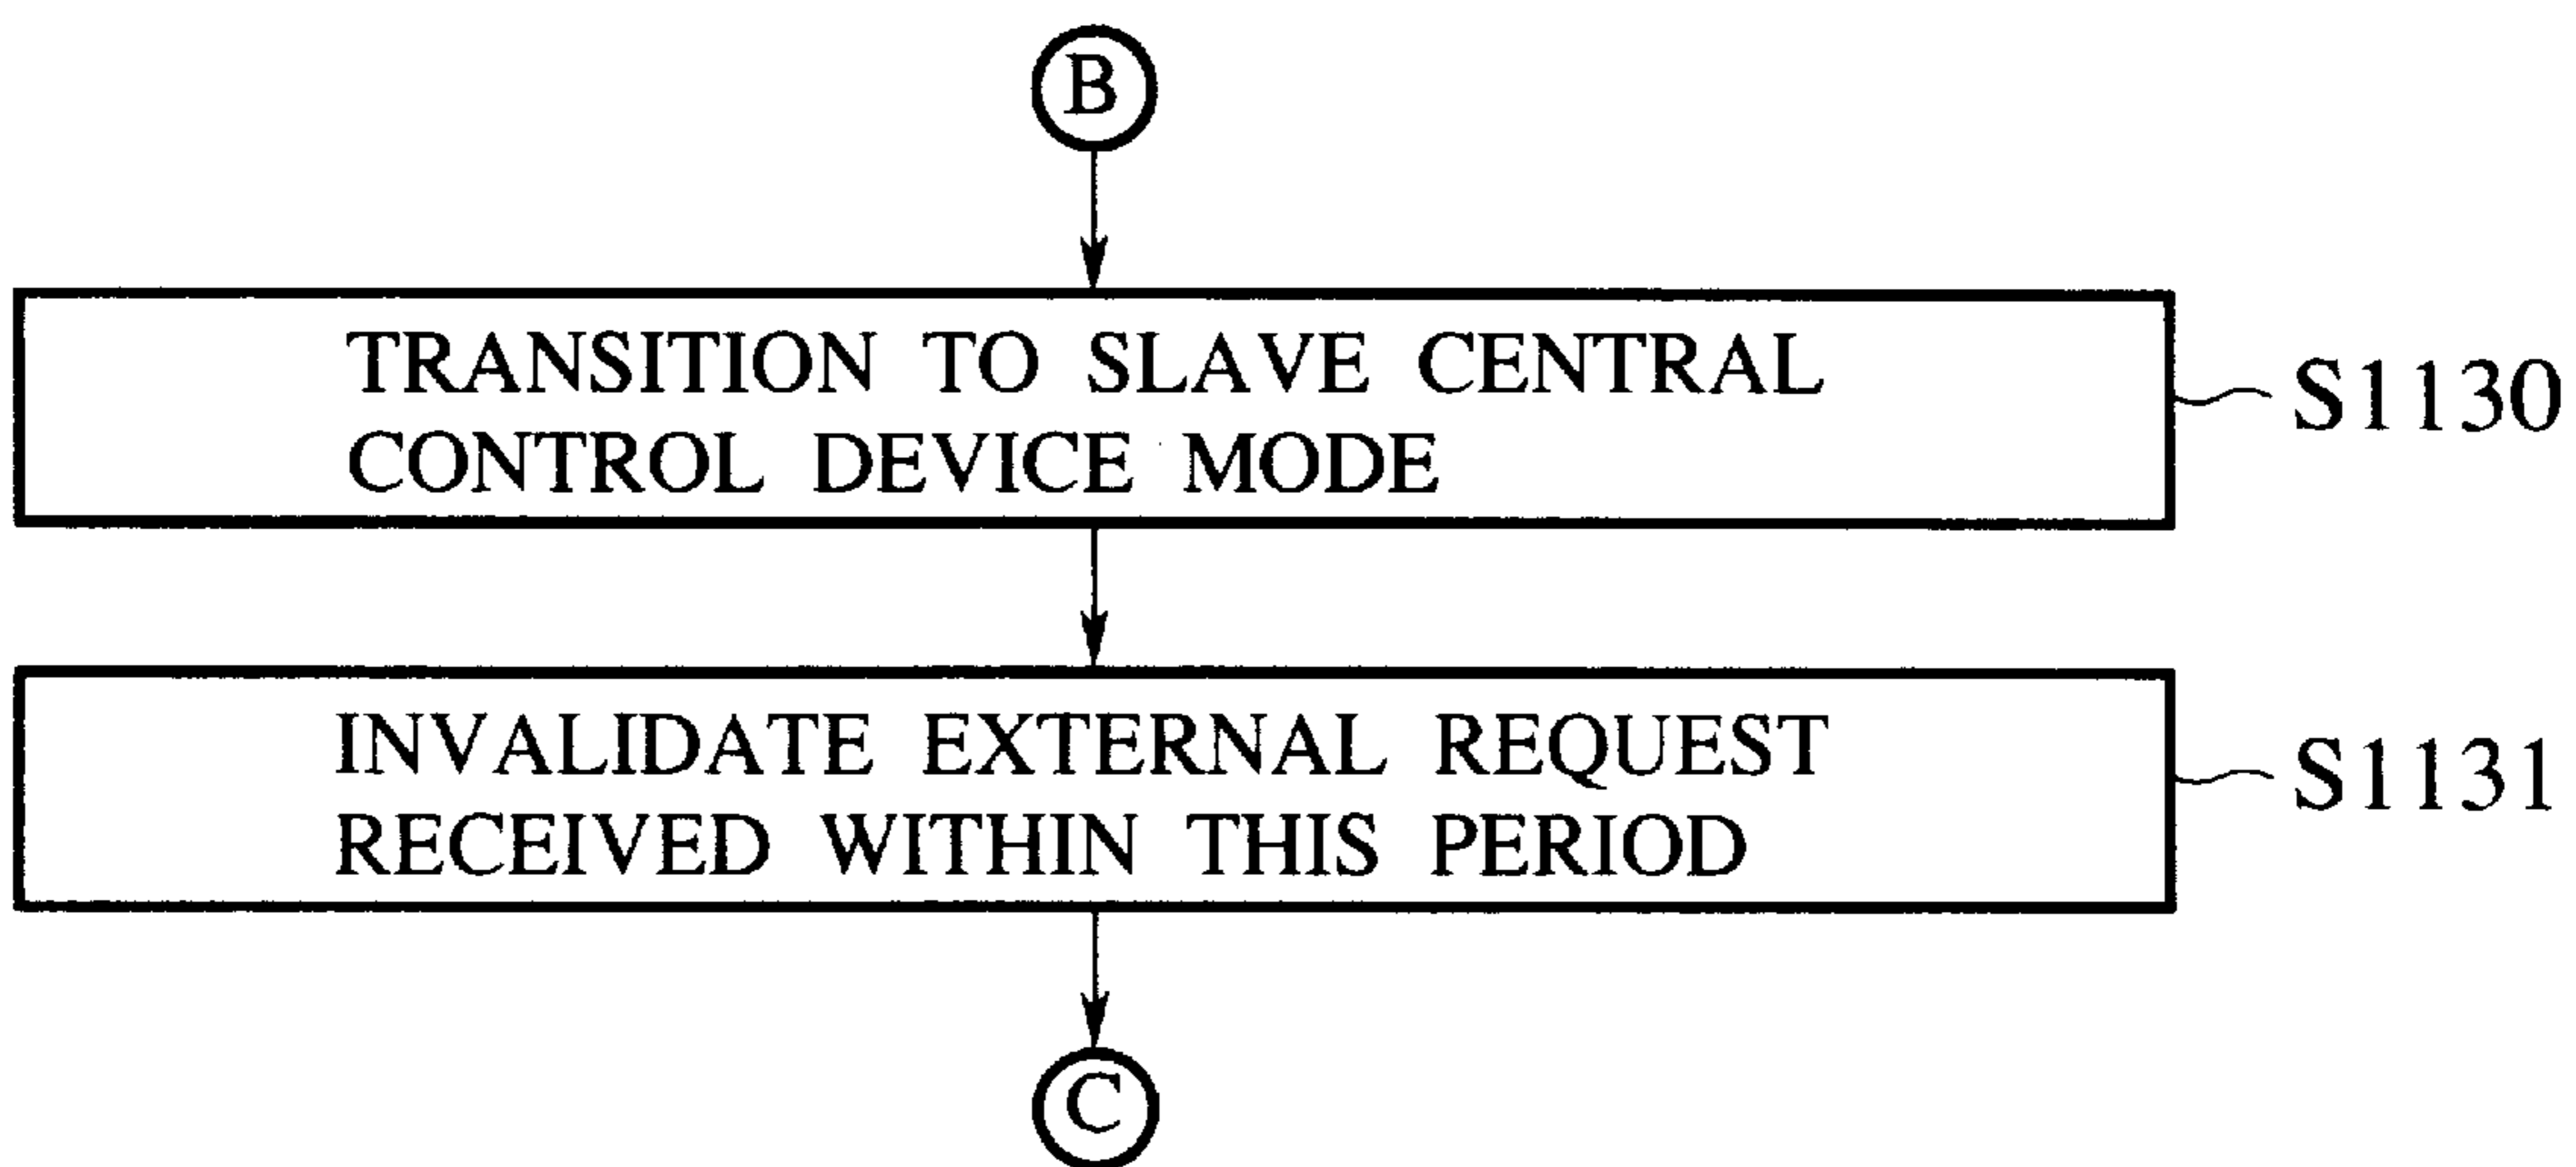 B
TRANSITION TO SLAVE CENTRAL
CONTROL DEVICE MODE
S1130
INVALIDATE EXTERNAL REQUEST
RECEIVED WITHIN THIS PERIOD
S1131
C